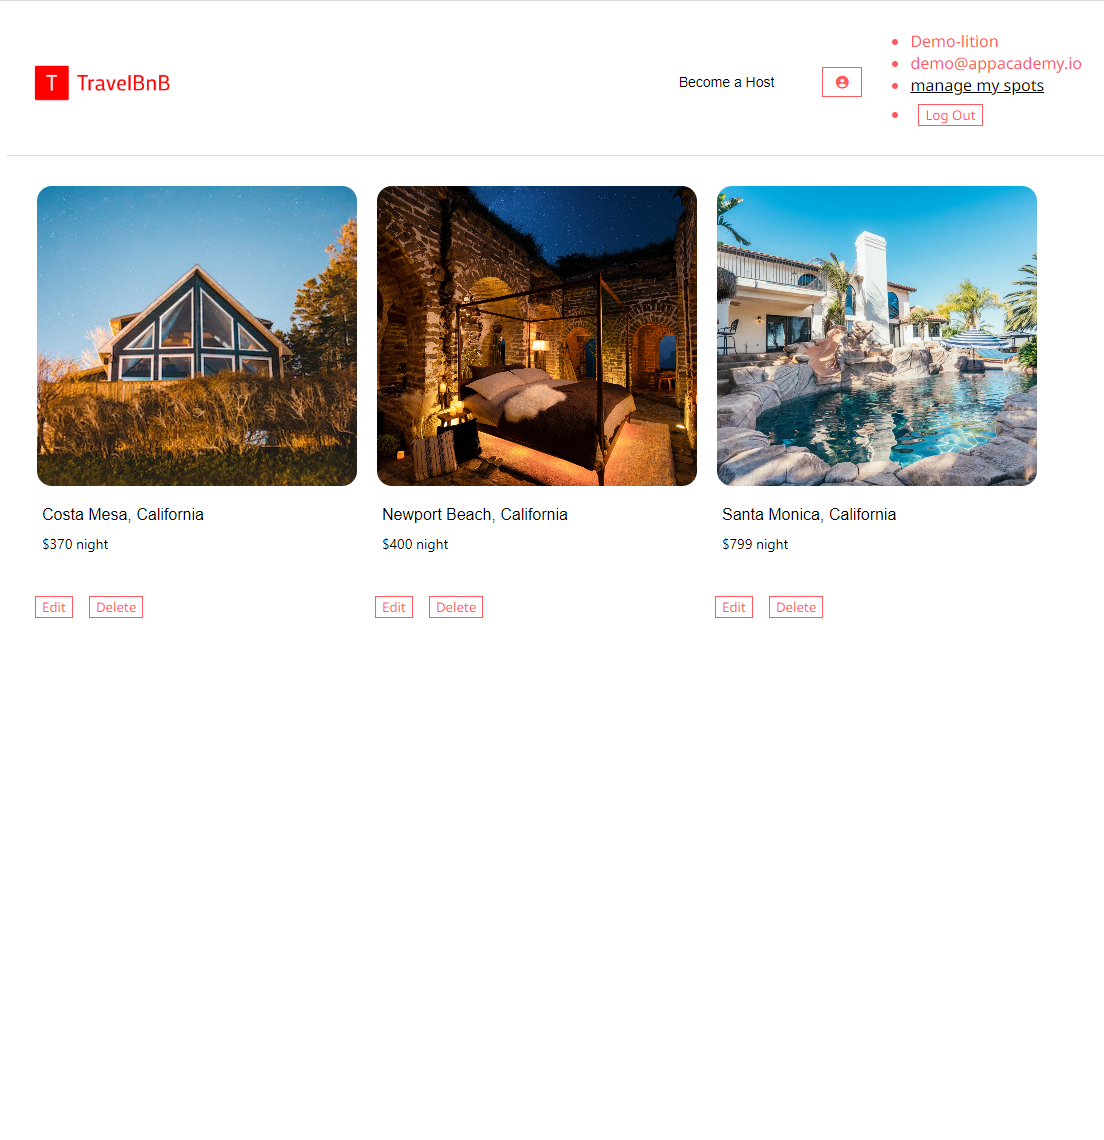 T TravelBnB
Become a Host
Demo-lition
demo@appacademy.io
manage my spots
Log Out
Costa Mesa, California
$370 night
Edit Delete
Newport Beach, California
$400 night
Edit Delete
Santa Monica, California
$799 night
Edit Delete